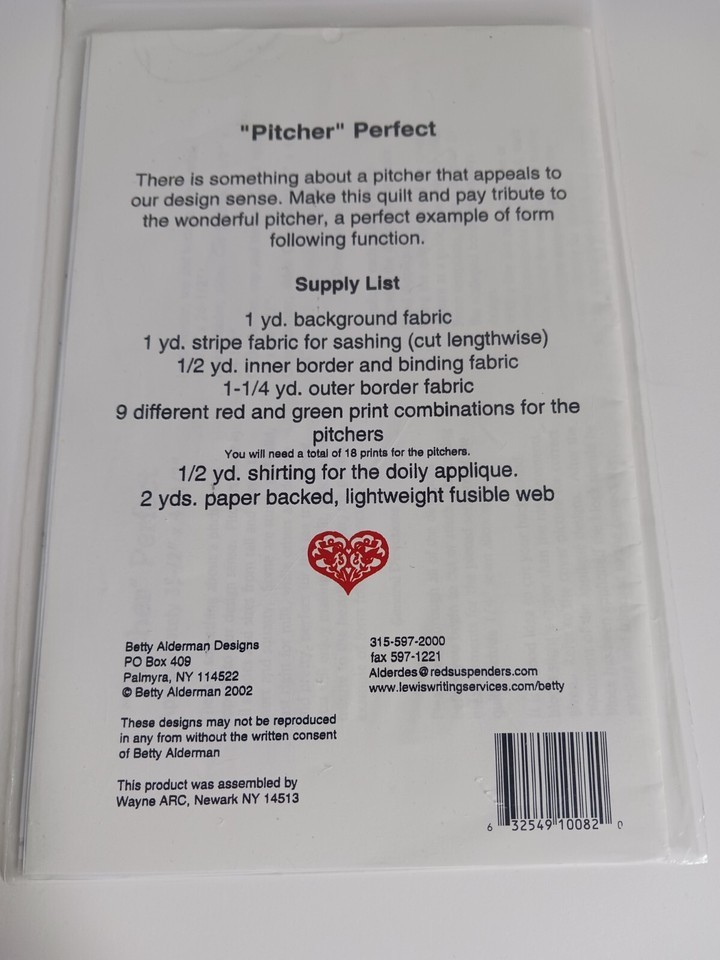 "Pitcher" Perfect
There is something about a pitcher that appeals to
our design sense. Make this quilt and pay tribute to
the wonderful pitcher, a perfect example of form
following function.
Supply List
1 yd. background fabric
1 yd. stripe fabric for sashing (cut lengthwise)
1/2 yd. inner border and binding fabric
1-1/4 yd. outer border fabric
9 different red and green print combinations for the
pitchers
You will need a total of 18 prints for the pitchers.
1/2 yd. shirting for the doily applique.
2 yds. paper backed, lightweight fusible web
Betty Alderman Designs
PO Box 409
Palmyra, NY 114522
© Betty Alderman 2002
315-597-2000
fax 597-1221
Alderdes@redsuspenders.com
www.lewiswritingservices.com/betty
These designs may not be reproduced
in any from without the written consent
of Betty Alderman
This product was assembled by
Wayne ARC, Newark NY 14513
6 32549 10082 0